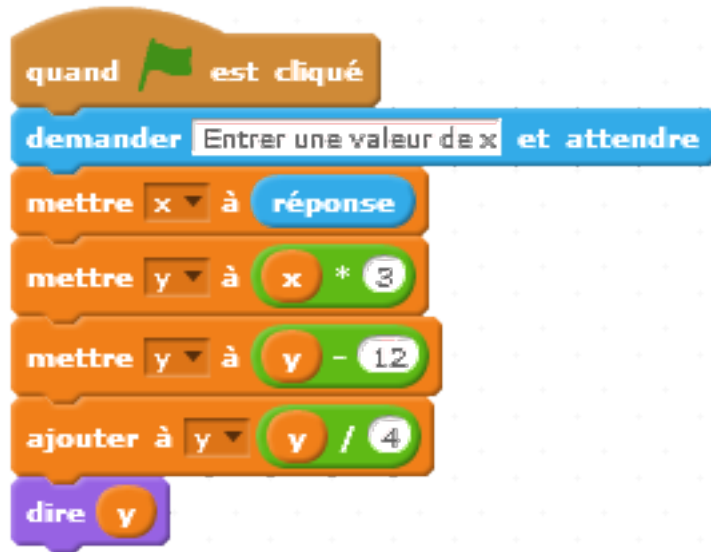 quand est cliqué
demander Entrer une valeur de x et attendre
mettre x à réponse
mettre y à x * 3
mettre y à y - 12
ajouter à y y / 4
dire y